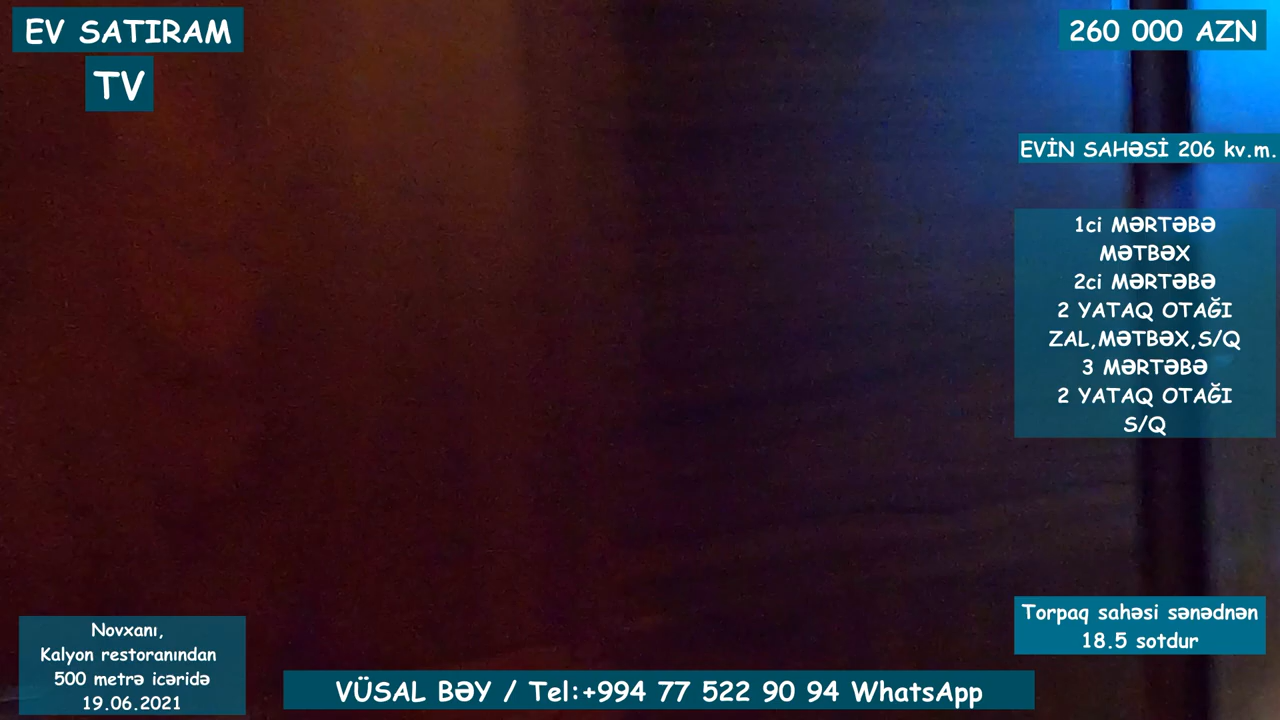 EV SATIRAM
TV
260 000 AZN
EVİN SAHƏSİ 206 kv.m.
1ci MƏRTƏBƏ
MƏTBƏX
2ci MƏRTƏBƏ
2 YATAQ OTAĞI
ZAL,MƏTBƏX,S/Q
3 MƏRTƏBƏ
2 YATAQ OTAĞI
S/Q
Torpaq sahəsi sənədnən
18.5 sotdur
Novxanı,
Kalyon restoranından
500 metrə icəridə
19.06.2021
VÜSAL BƏY / Tel:+994 77 522 90 94 WhatsApp